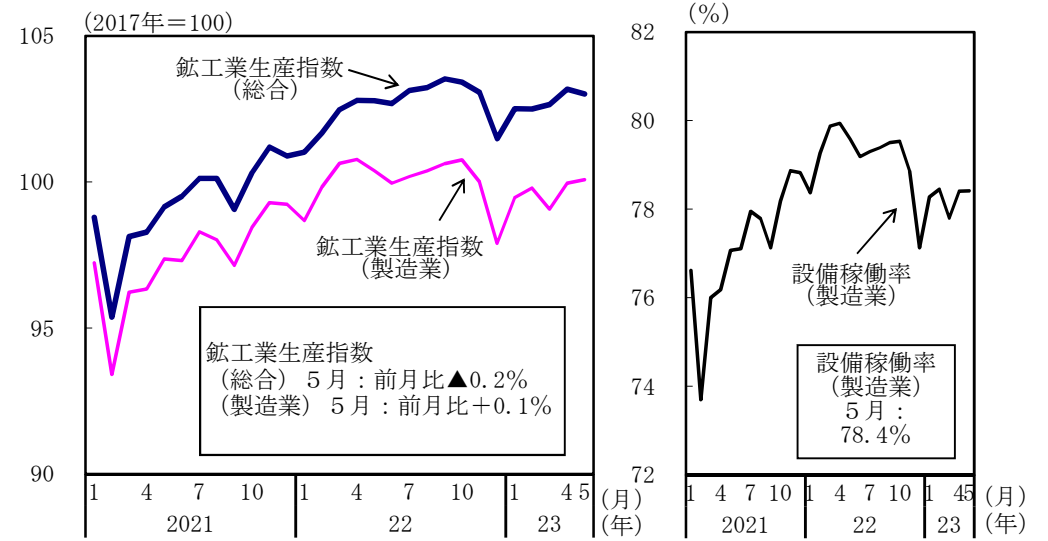 (2017年＝100)
105
100
95
90
鉱工業生産指数
(総合)
鉱工業生産指数
(製造業)
鉱工業生産指数
（総合）５月：前月比▲0.2%
（製造業）５月：前月比＋0.1%
1 4 7 10 1 4 7 10 1 4 5 (月)
2021 22 23 (年)
(%)
82
80
78
76
74
72
設備稼働率
(製造業)
設備稼働率
(製造業)
５月：
78.4%
1 4 7 10 1 4 7 10 1 4 5 (月)
2021 22 23 (年)